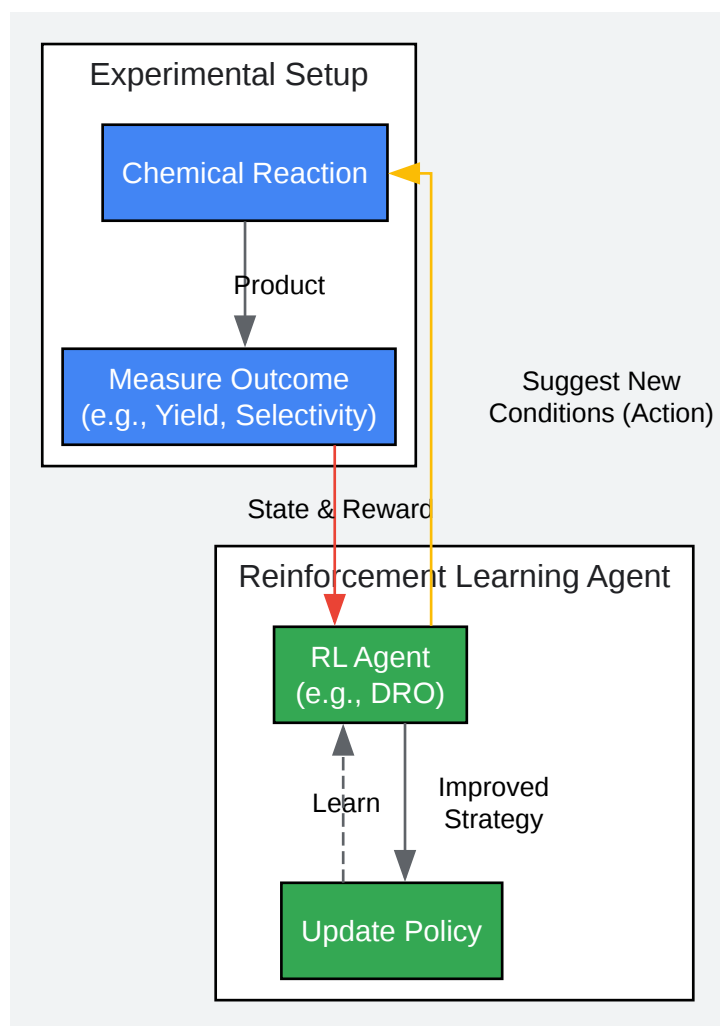 Experimental Setup
Chemical Reaction
Product
Measure Outcome
(e.g., Yield, Selectivity)
Suggest New
Conditions (Action)
State & Reward
Reinforcement Learning Agent
RL Agent
(e.g., DRO)
Learn
Improved
Strategy
Update Policy